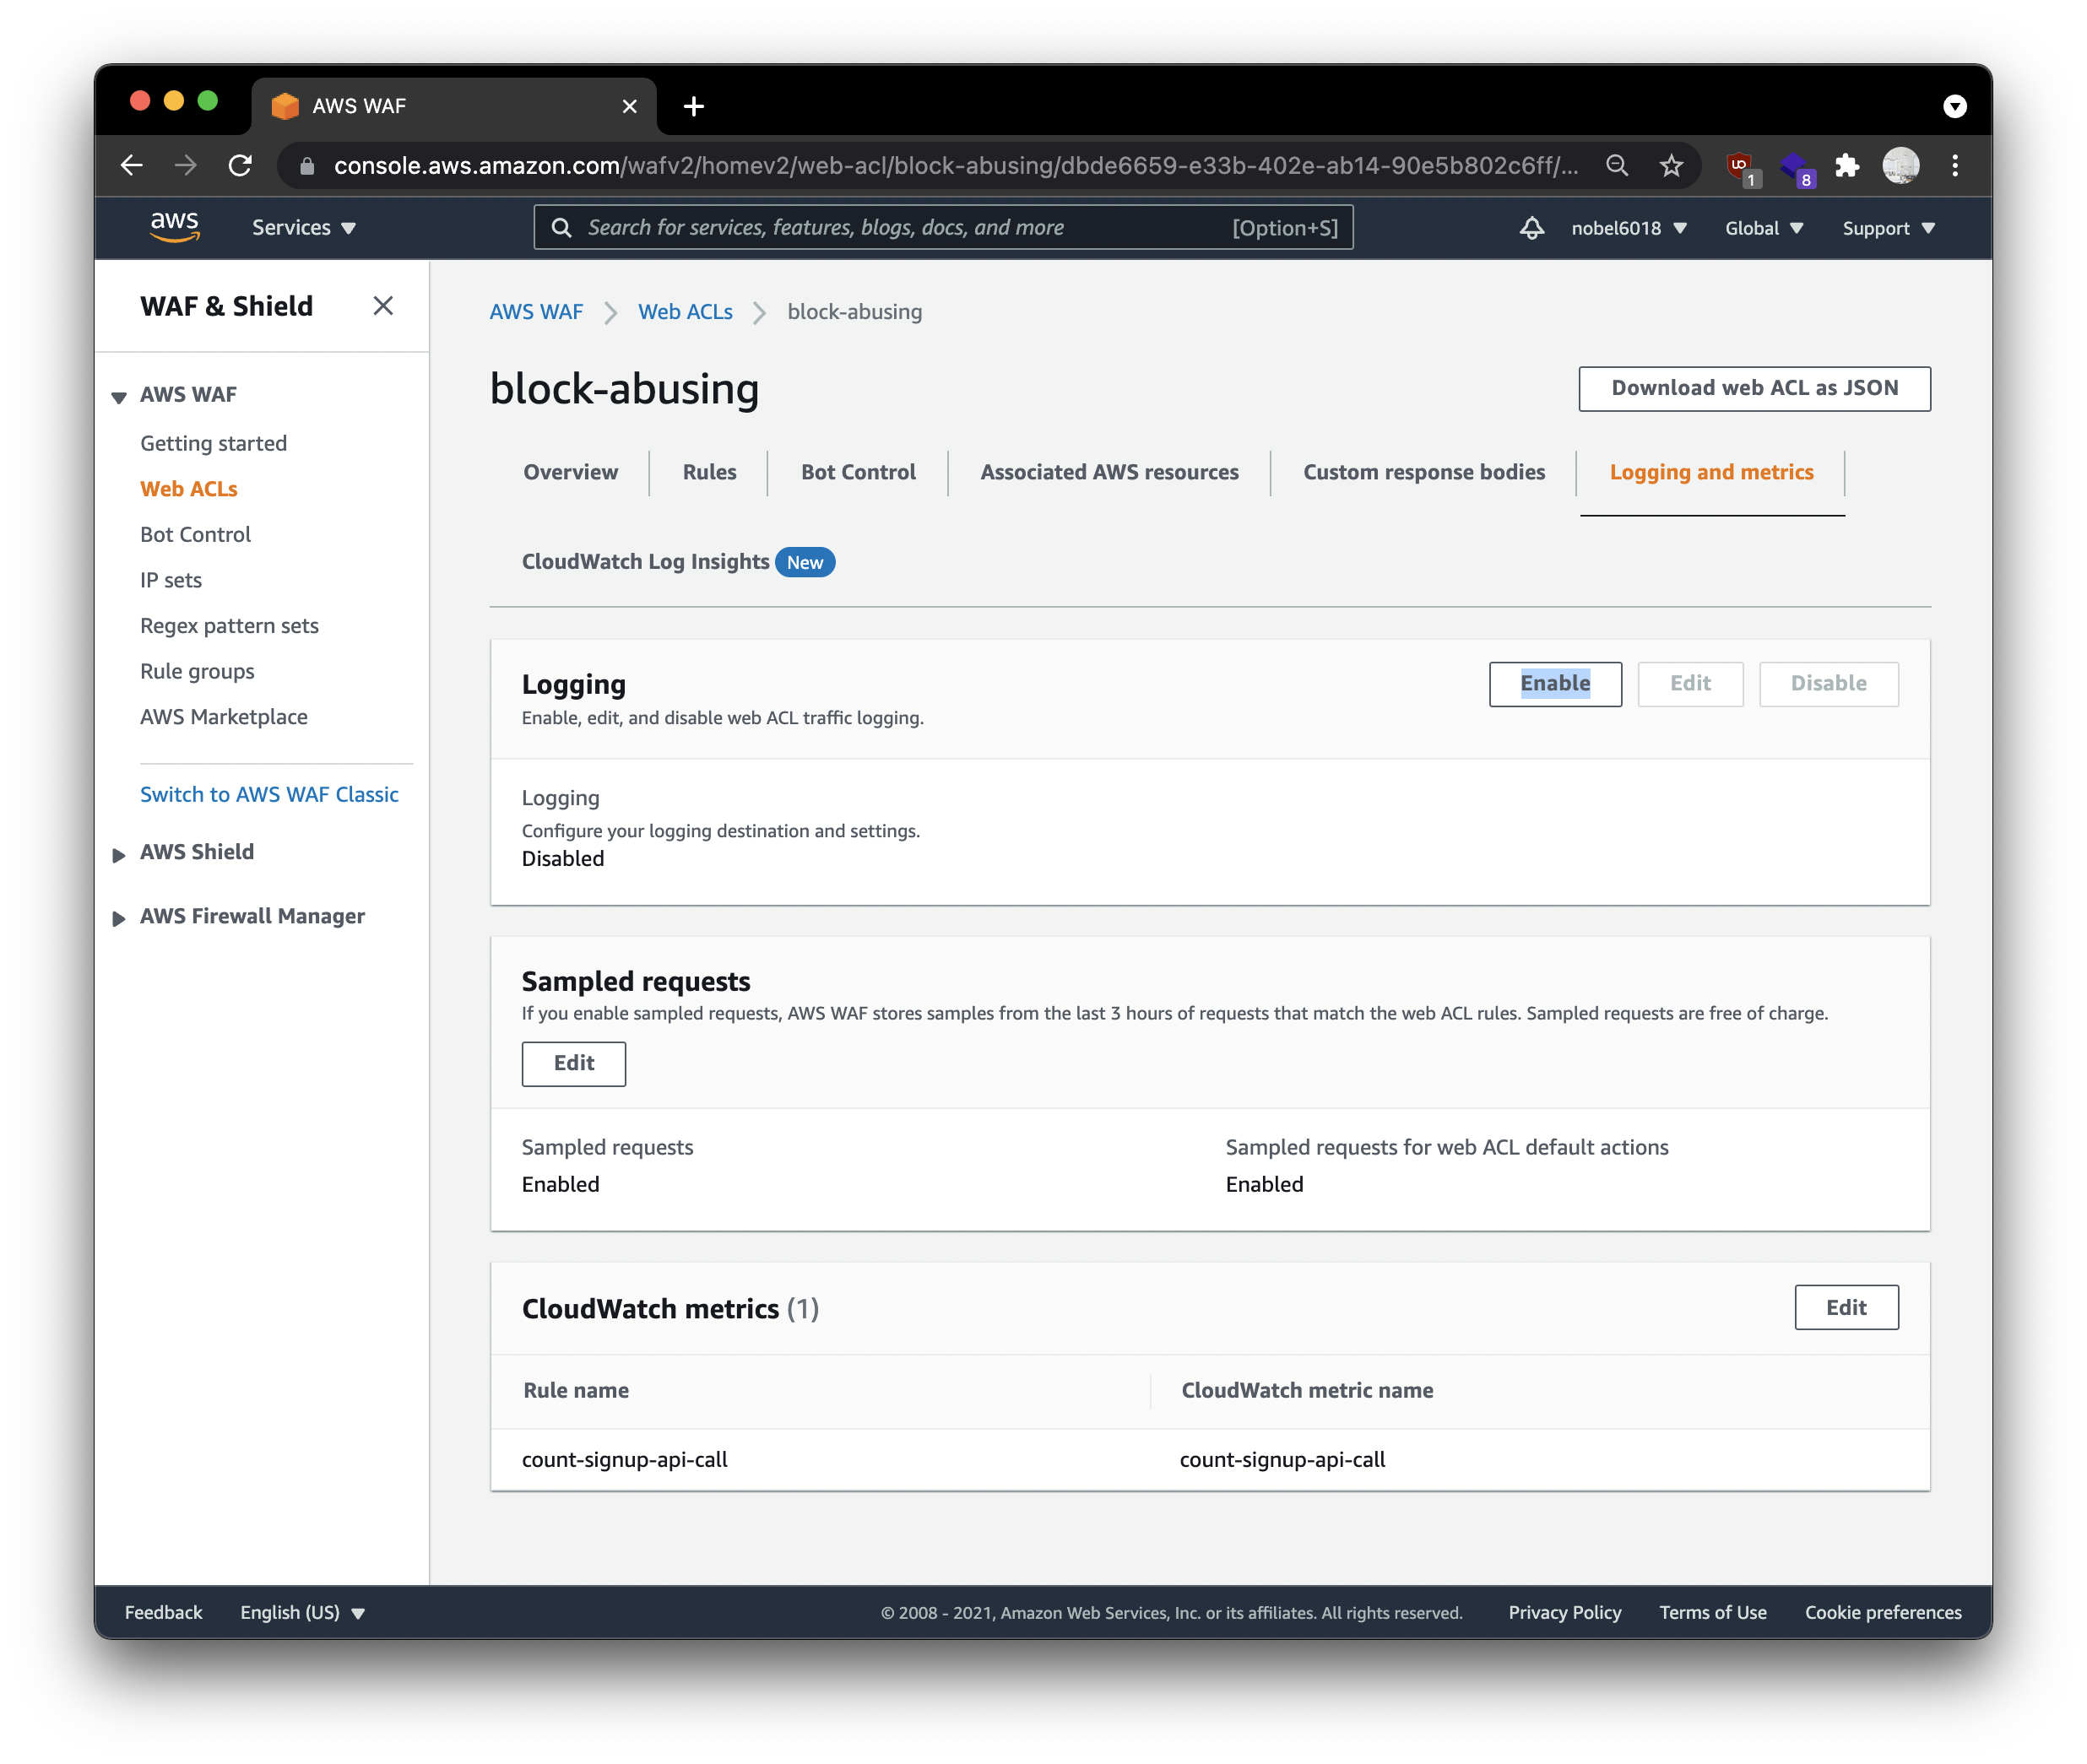 AWS WAF
console.aws.amazon.com/wafv2/homev2/web-acl/block-abusing/dbde6659-e33b-402e-ab14-90e5b802c6ff/...
1
8
aws
Services
Search for services, features, blogs, docs, and more
[Option+S]
nobel6018
Global
Support
WAF & Shield
AWS WAF
Getting started
Web ACLs
Bot Control
IP sets
Regex pattern sets
Rule groups
AWS Marketplace
Switch to AWS WAF Classic
AWS Shield
AWS Firewall Manager
AWS WAF
Web ACLs
block-abusing
block-abusing
Download web ACL as JSON
Overview
Rules
Bot Control
Associated AWS resources
Custom response bodies
Logging and metrics
CloudWatch Log Insights New
Logging
Enable
Edit
Disable
Enable, edit, and disable web ACL traffic logging.
Logging
Configure your logging destination and settings.
Disabled
Sampled requests
If you enable sampled requests, AWS WAF stores samples from the last 3 hours of requests that match the web ACL rules. Sampled requests are free of charge.
Edit
Sampled requests
Enabled
Sampled requests for web ACL default actions
Enabled
CloudWatch metrics (1)
Edit
Rule name
CloudWatch metric name
count-signup-api-call
count-signup-api-call
Feedback
English (US)
© 2008 - 2021, Amazon Web Services, Inc. or its affiliates. All rights reserved.
Privacy Policy
Terms of Use
Cookie preferences